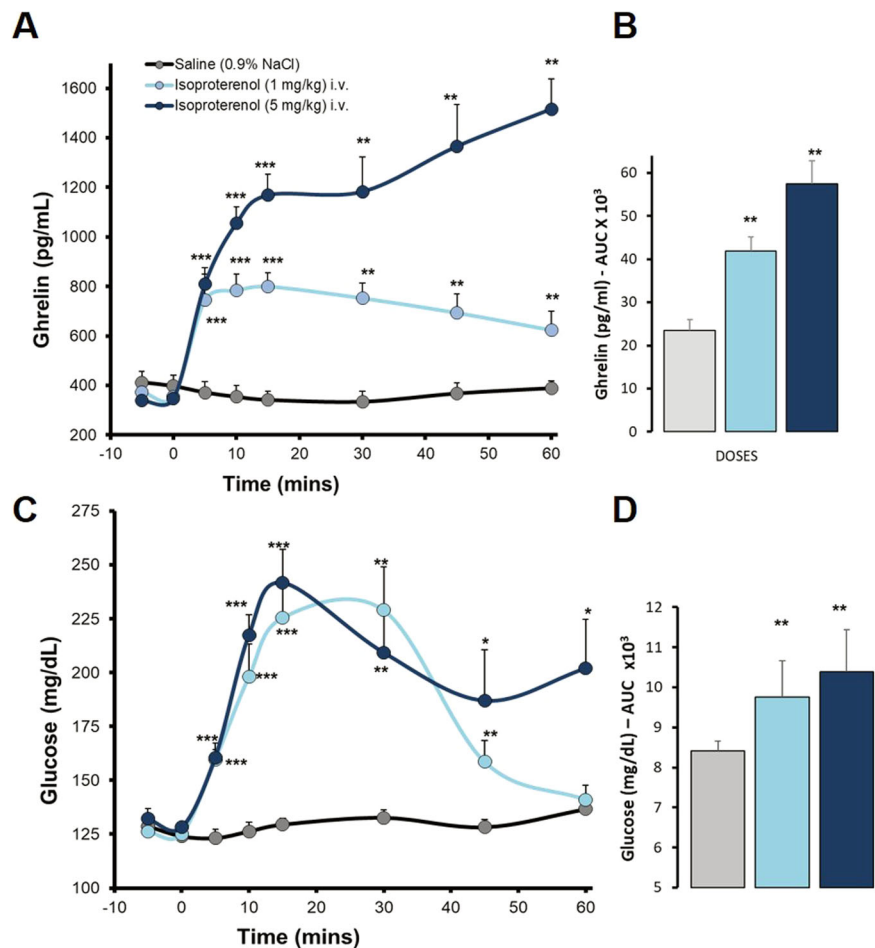 A
Saline (0.9% NaCl)
Isoproterenol (1 mg/kg) i.v.
Isoproterenol (5 mg/kg) i.v.
Ghrelin (pg/mL)
1600
1400
1200
1000
800
600
400
200
-10 0 10 20 30 40 50 60
Time (mins)
*** *** *** ** ** **
*** *** *** ** ** **
B
Ghrelin (pg/ml) - AUC X 10³
60
50
40
30
20
10
0
** **
DOSES
C
Glucose (mg/dL)
275
250
225
200
175
150
125
100
-10 0 10 20 30 40 50 60
Time (mins)
*** *** *** ** * *
*** *** *** ** **
D
Glucose (mg/dL) – AUC x10³
12
11
10
9
8
7
6
5
** **